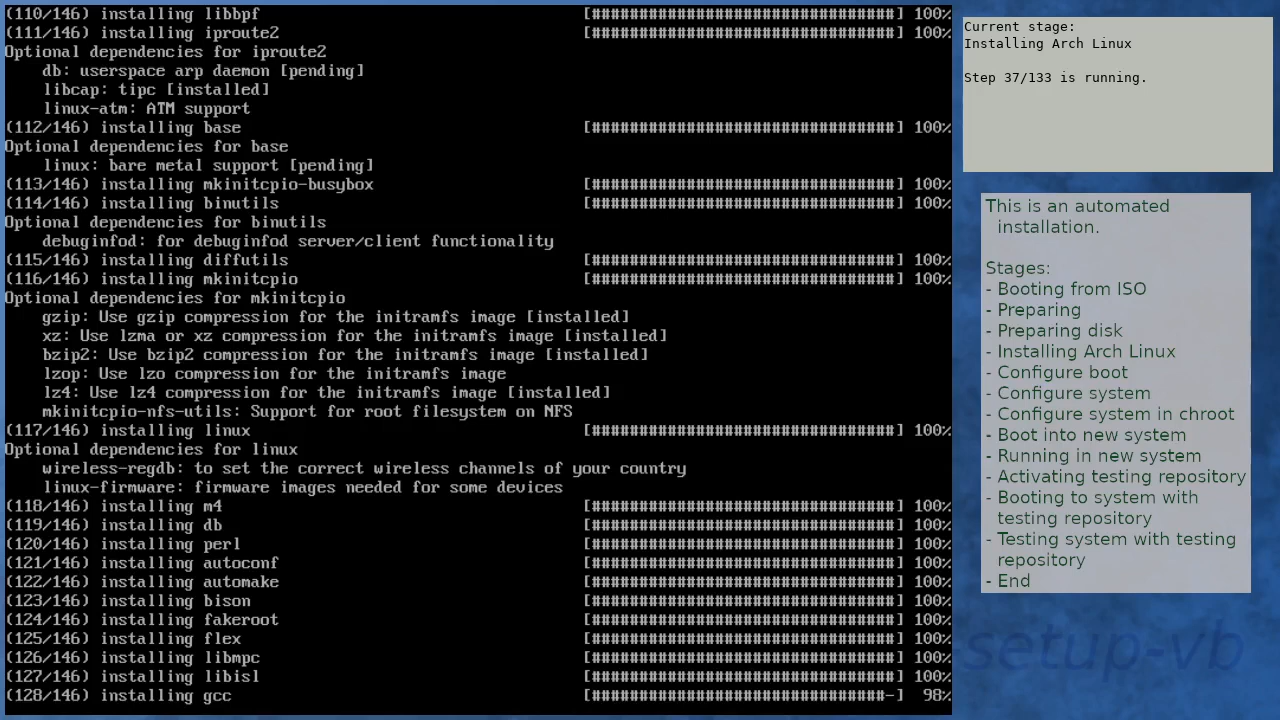 (110/146) installing libbpf [################################] 100%
(111/146) installing iproute2 [################################] 100%
Optional dependencies for iproute2
db: userspace arp daemon [pending]
libcap: tipc [installed]
linux-atm: ATM support
(112/146) installing base [################################] 100%
Optional dependencies for base
linux: bare metal support [pending]
(113/146) installing mkinitcpio-busybox [################################] 100%
(114/146) installing binutils [################################] 100%
Optional dependencies for binutils
debuginfod: for debuginfod server/client functionality
(115/146) installing diffutils [################################] 100%
(116/146) installing mkinitcpio [################################] 100%
Optional dependencies for mkinitcpio
gzip: Use gzip compression for the initramfs image [installed]
xz: Use lzma or xz compression for the initramfs image [installed]
bzip2: Use bzip2 compression for the initramfs image [installed]
lzop: Use lzo compression for the initramfs image
lz4: Use lz4 compression for the initramfs image [installed]
mkinitcpio-nfs-utils: Support for root filesystem on NFS
(117/146) installing linux [################################] 100%
Optional dependencies for linux
wireless-regdb: to set the correct wireless channels of your country
linux-firmware: firmware images needed for some devices
(118/146) installing m4 [################################] 100%
(119/146) installing db [################################] 100%
(120/146) installing perl [################################] 100%
(121/146) installing autoconf [################################] 100%
(122/146) installing automake [################################] 100%
(123/146) installing bison [################################] 100%
(124/146) installing fakeroot [################################] 100%
(125/146) installing flex [################################] 100%
(126/146) installing libmpc [################################] 100%
(127/146) installing libisl [################################] 100%
(128/146) installing gcc [###############################-] 98%
Current stage:
Installing Arch Linux
Step 37/133 is running.
This is an automated
installation.
Stages:
- Booting from ISO
- Preparing
- Preparing disk
- Installing Arch Linux
- Configure boot
- Configure system
- Configure system in chroot
- Boot into new system
- Running in new system
- Activating testing repository
- Booting to system with
testing repository
- Testing system with testing
repository
- End
setup-vb